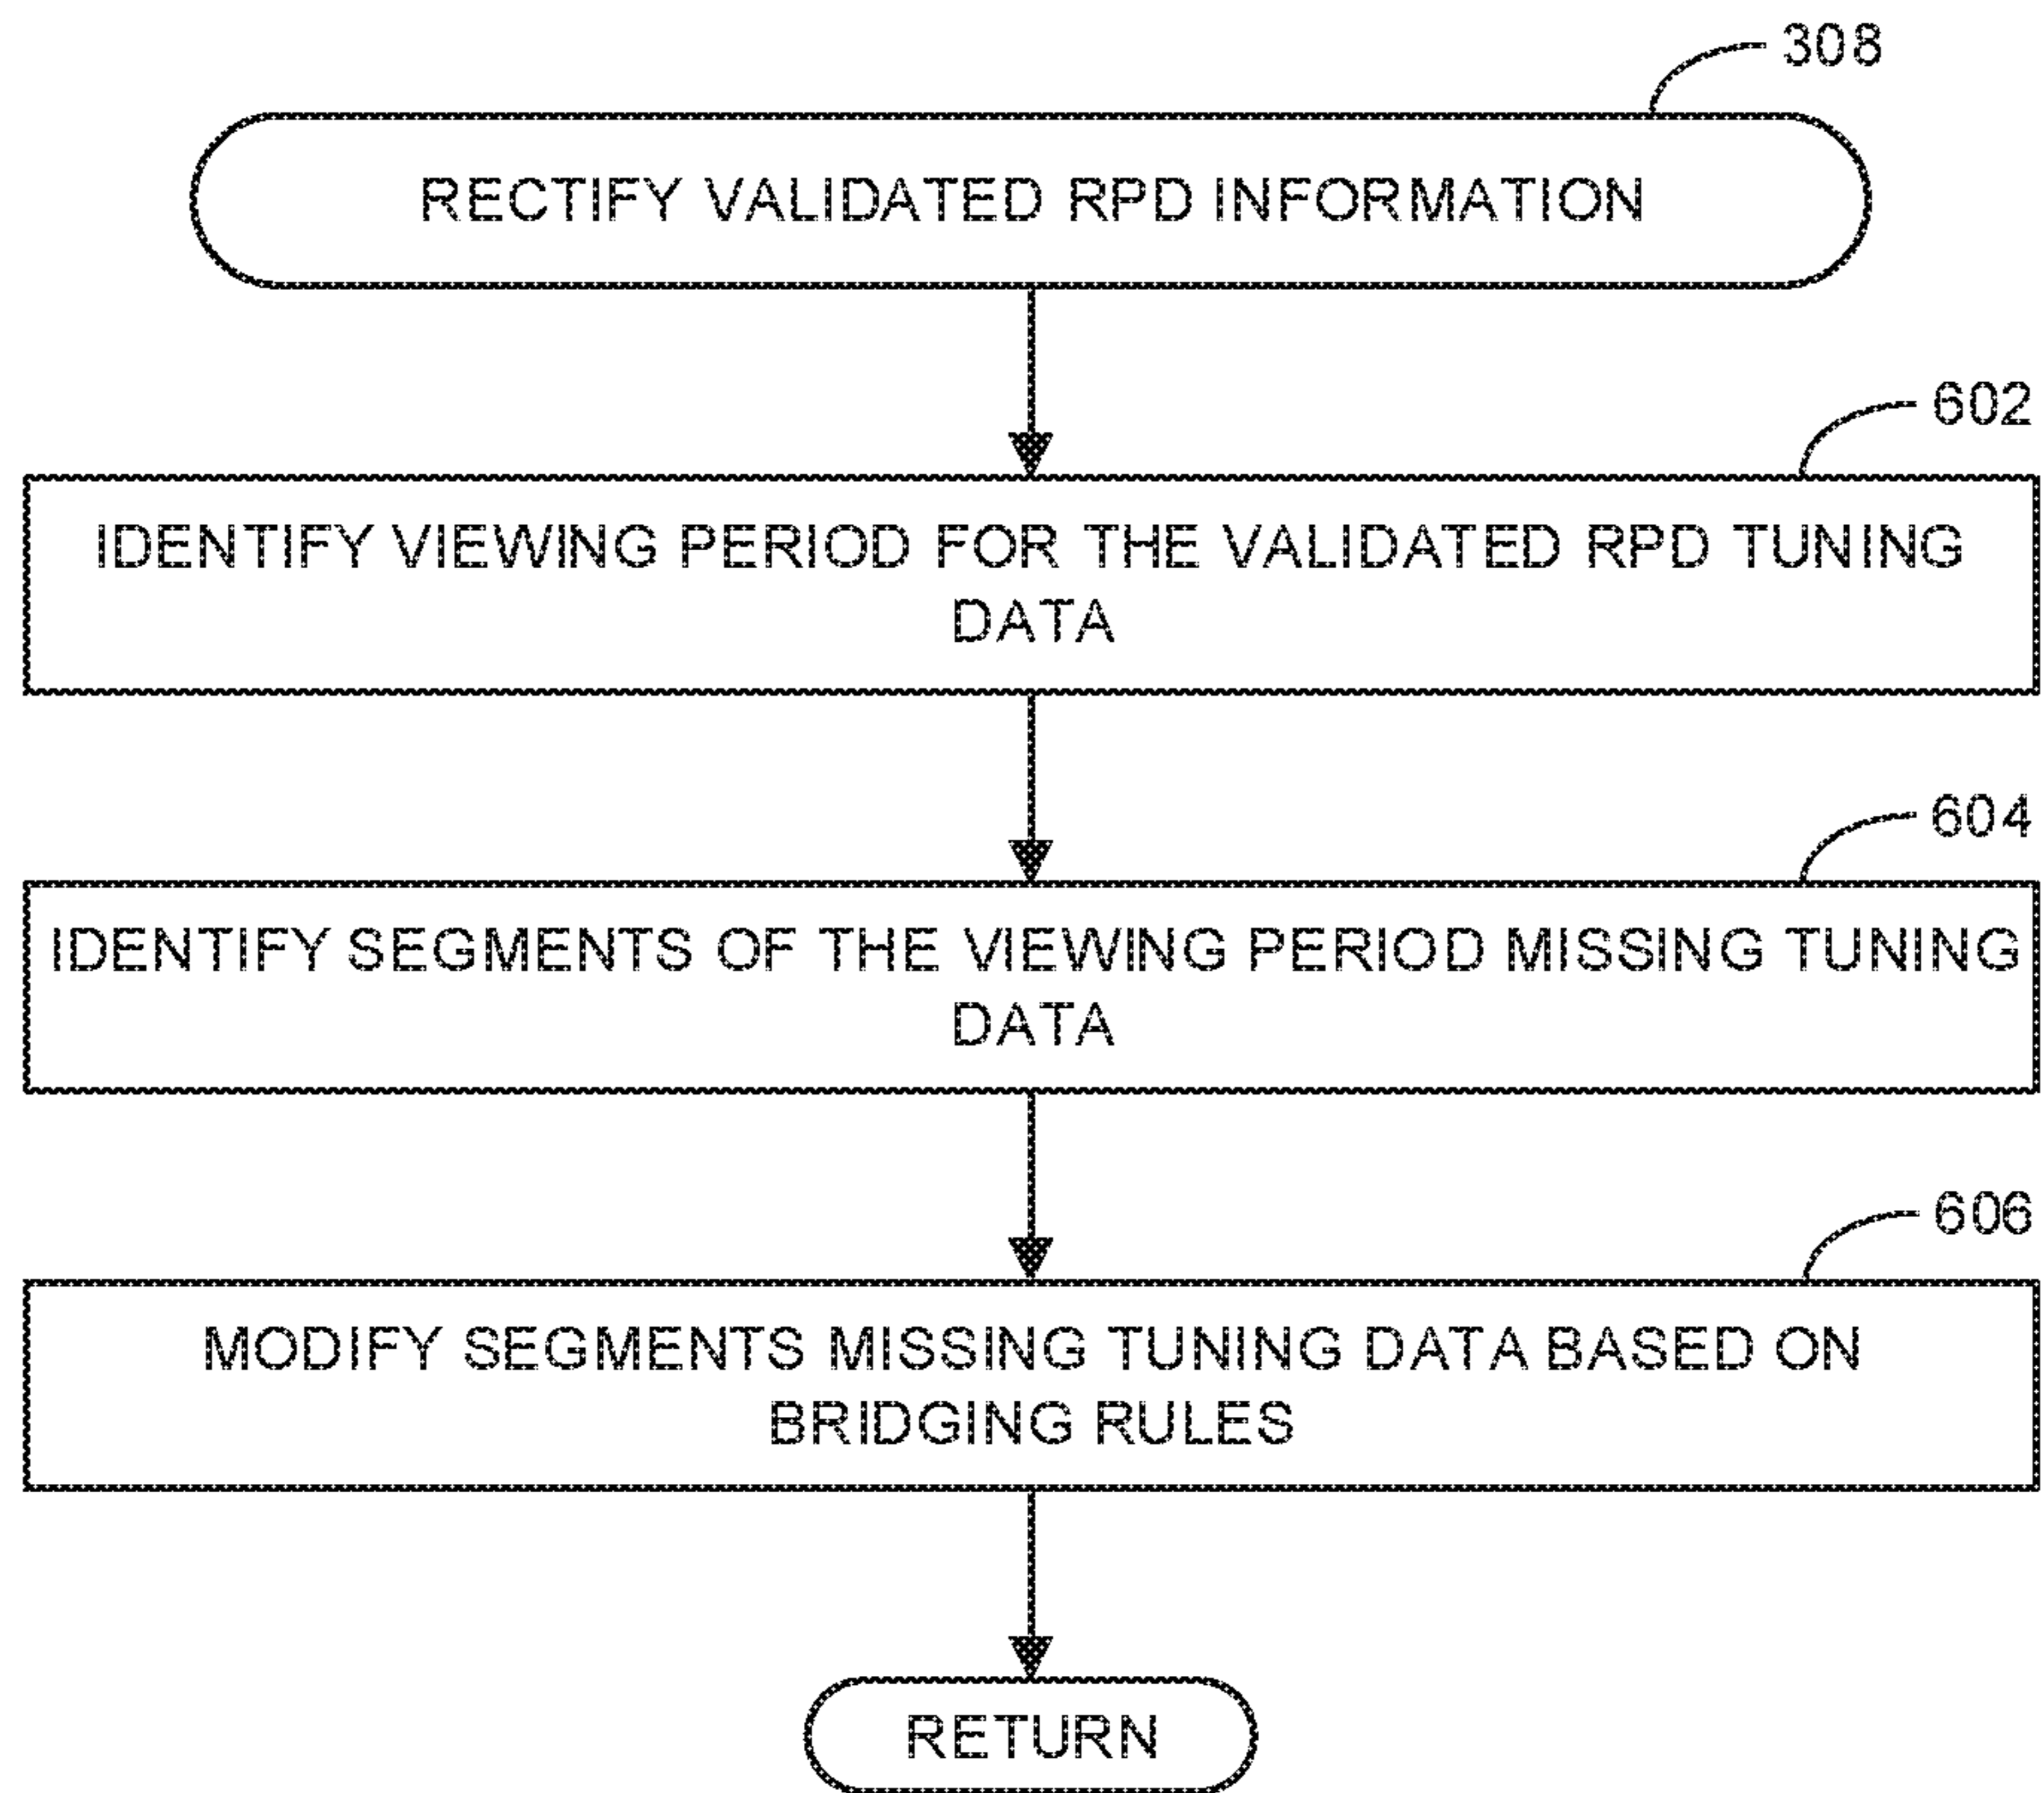 308
RECTIFY VALIDATED RPD INFORMATION
602
IDENTIFY VIEWING PERIOD FOR THE VALIDATED RPD TUNING
DATA
604
IDENTIFY SEGMENTS OF THE VIEWING PERIOD MISSING TUNING
DATA
606
MODIFY SEGMENTS MISSING TUNING DATA BASED ON
BRIDGING RULES
RETURN